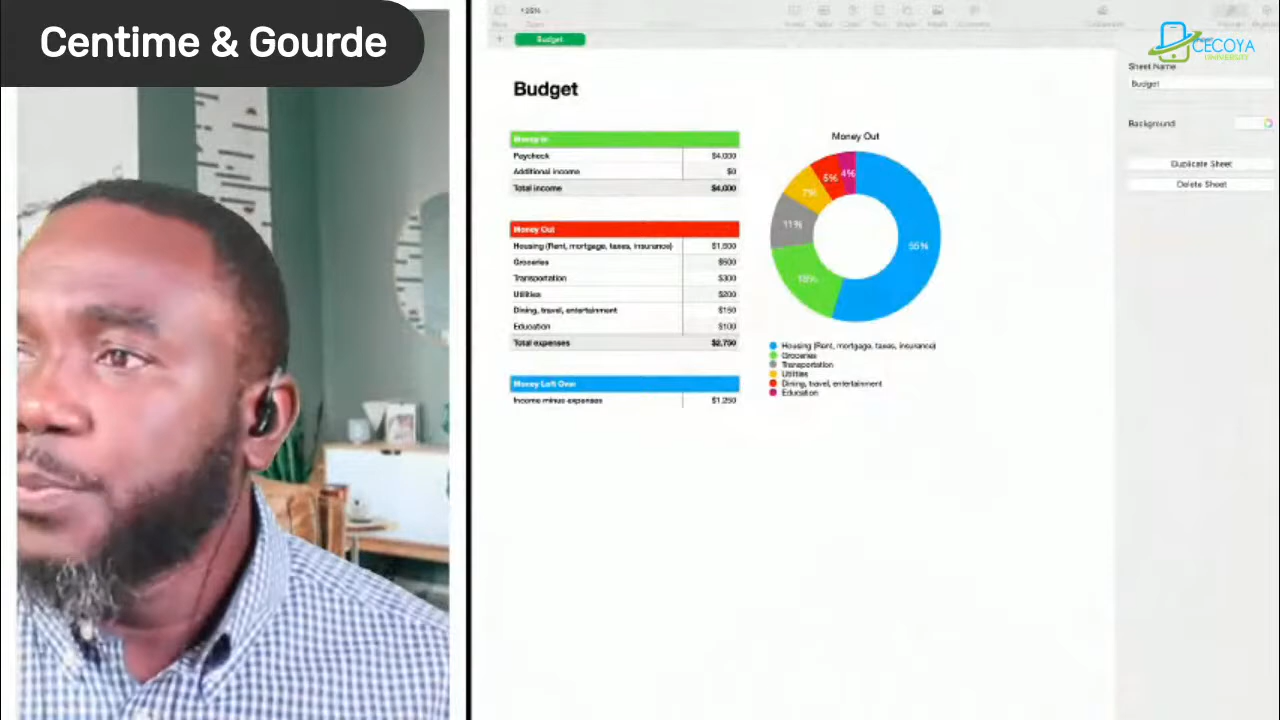 Centime & Gourde
CECOYA
UNIVERSITY
Budget
Sheet Name
Budget
Background
Duplicate Sheet
Delete Sheet
Budget
Money In
Paycheck $4,000
Additional income $0
Total income $4,000
Money Out
Housing (Rent, mortgage, taxes, insurance) $1,500
Groceries $500
Transportation $300
Utilities $200
Dining, travel, entertainment $150
Education $100
Total expenses $2,750
Money Left Over
Income minus expenses $1,250
Money Out
4%
5%
7%
11%
18%
55%
Housing (Rent, mortgage, taxes, insurance)
Groceries
Transportation
Utilities
Dining, travel, entertainment
Education